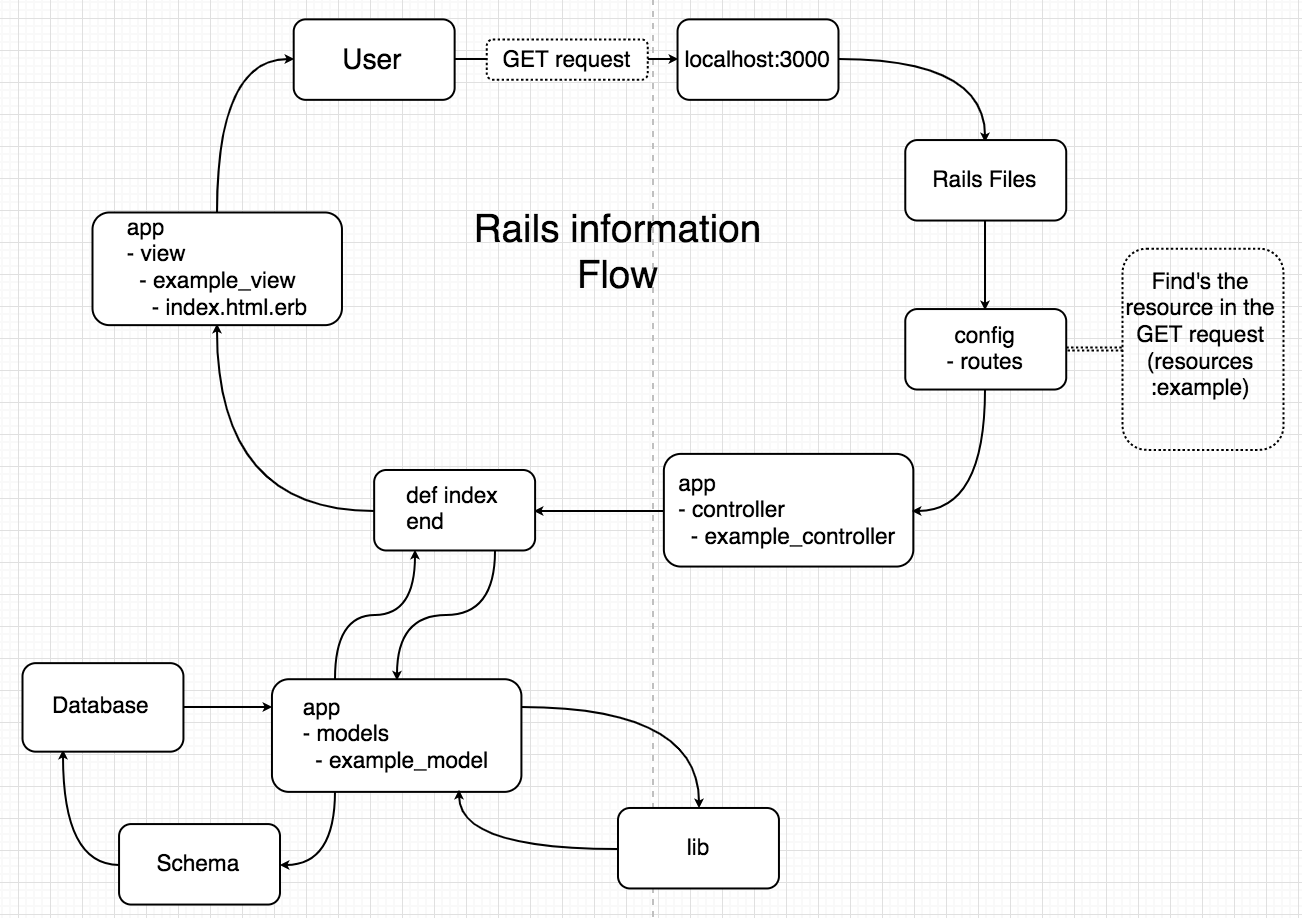 User
GET request
localhost:3000
Rails Files
Rails information
Flow
app
- view
- example_view
- index.html.erb
config
- routes
Find's the
resource in the
GET request
(resources
:example)
def index
end
app
- controller
- example_controller
Database
app
- models
- example_model
Schema
lib